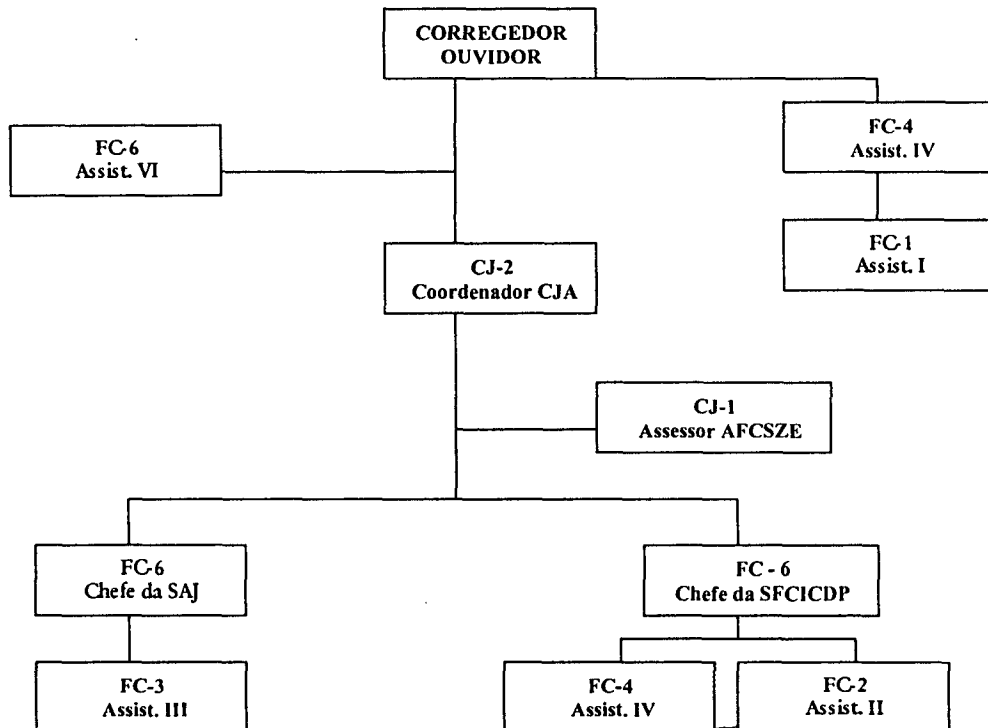 CORREGEDOR
OUVIDOR
FC-6
Assist. VI
FC-4
Assist. IV
FC-1
Assist. I
CJ-2
Coordenador CJA
CJ-1
Assessor AFCSZE
FC-6
Chefe da SAJ
FC - 6
Chefe da SFCICDP
FC-3
Assist. III
FC-4
Assist. IV
FC-2
Assist. II